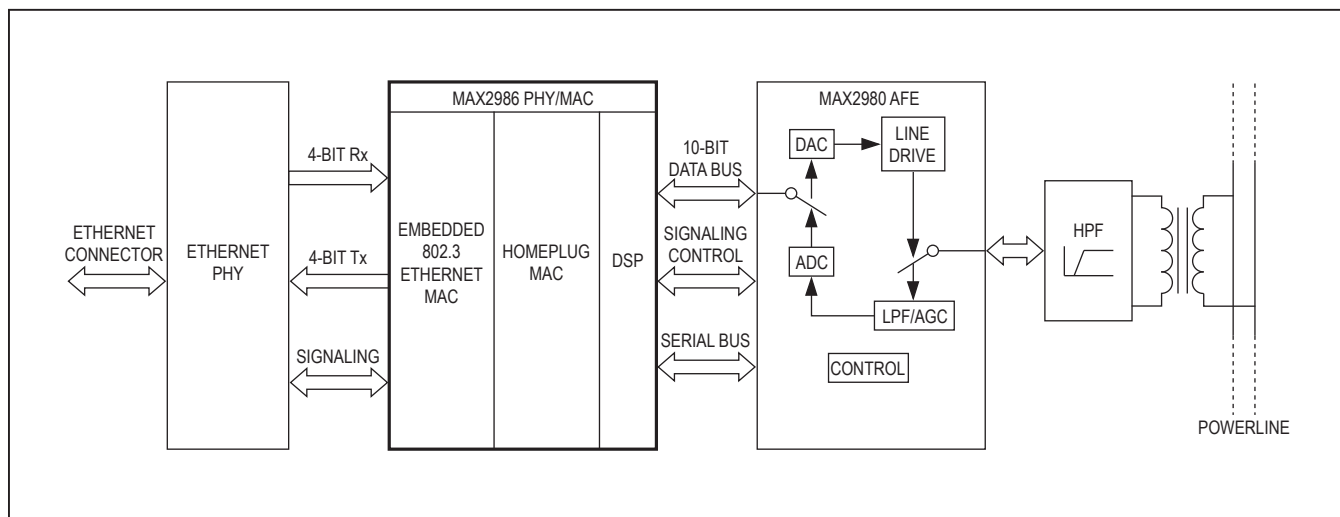 ETHERNET
CONNECTOR
ETHERNET
PHY
4-BIT Rx
4-BIT Tx
SIGNALING
MAX2986 PHY/MAC
EMBEDDED
802.3
ETHERNET
MAC
HOMEPLUG
MAC
DSP
10-BIT
DATA BUS
SIGNALING
CONTROL
SERIAL BUS
MAX2980 AFE
DAC
LINE
DRIVE
ADC
LPF/AGC
CONTROL
HPF
POWERLINE